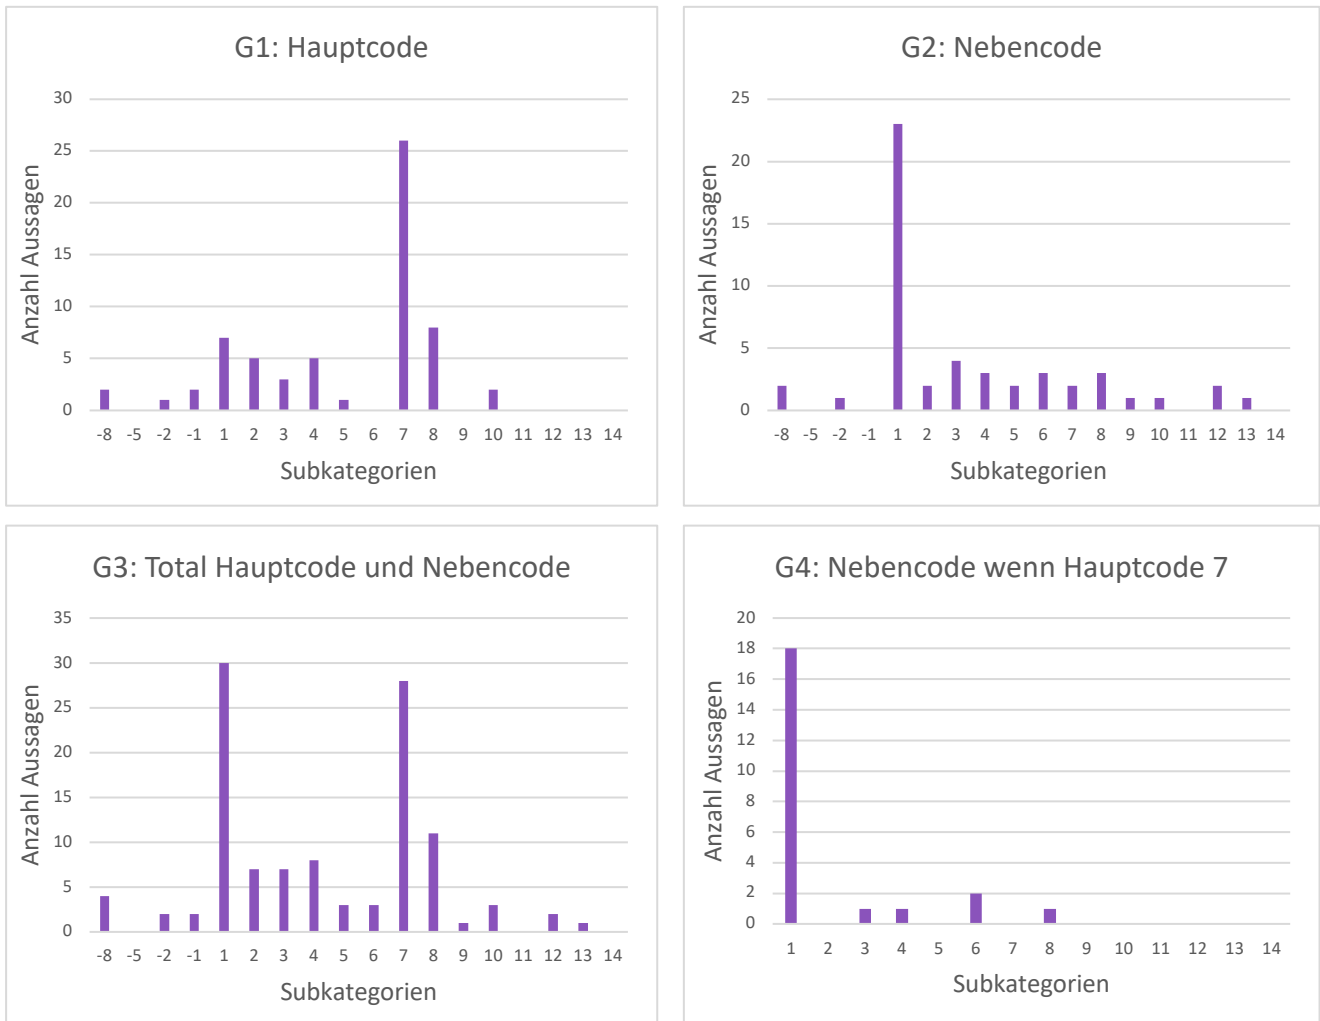 G1: Hauptcode
30
25
20
15
10
5
0
Anzahl Aussagen
-8 -5 -2 -1 1 2 3 4 5 6 7 8 9 10 11 12 13 14
Subkategorien
G2: Nebencode
25
20
15
10
5
0
Anzahl Aussagen
-8 -5 -2 -1 1 2 3 4 5 6 7 8 9 10 11 12 13 14
Subkategorien
G3: Total Hauptcode und Nebencode
35
30
25
20
15
10
5
0
Anzahl Aussagen
-8 -5 -2 -1 1 2 3 4 5 6 7 8 9 10 11 12 13 14
Subkategorien
G4: Nebencode wenn Hauptcode 7
20
18
16
14
12
10
8
6
4
2
0
Anzahl Aussagen
1 2 3 4 5 6 7 8 9 10 11 12 13 14
Subkategorien